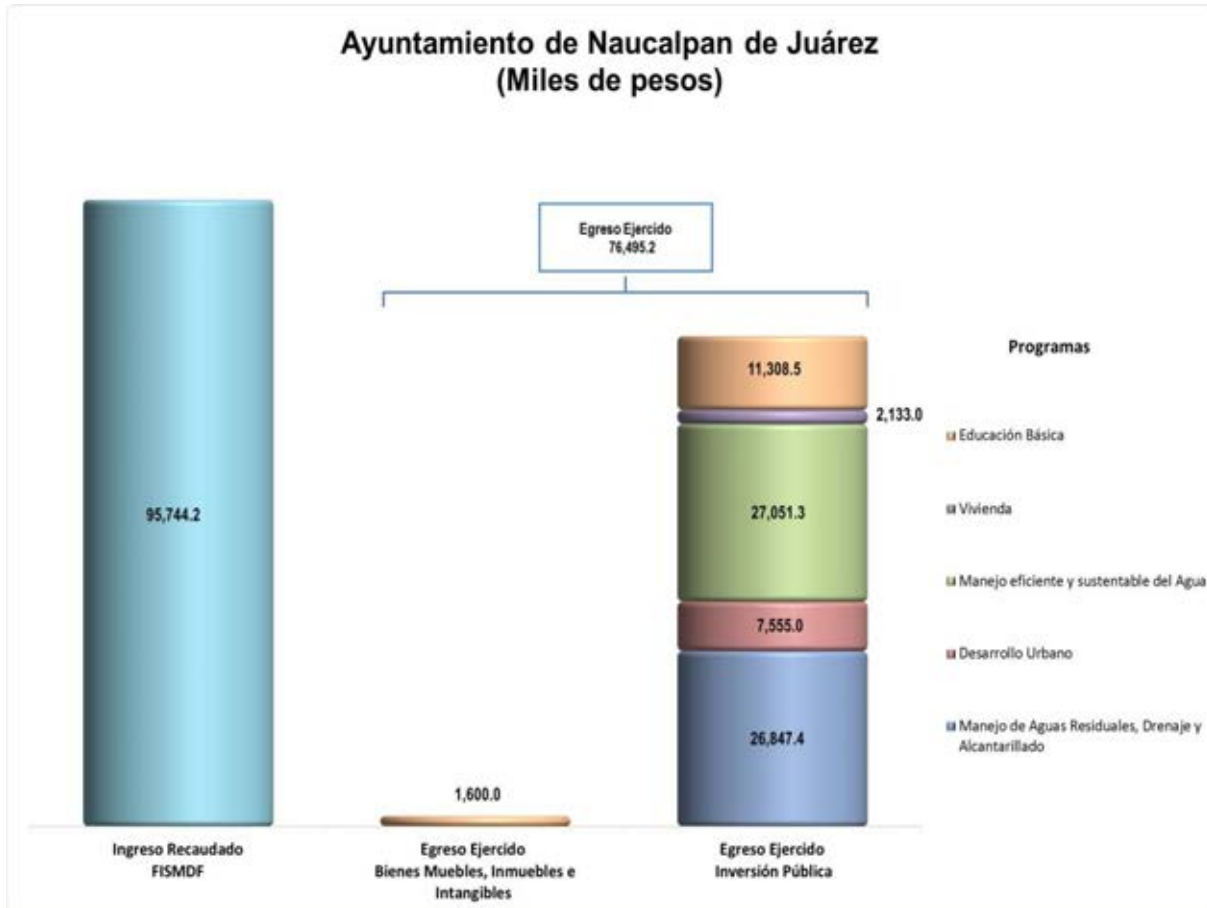 Ayuntamiento de Naucalpan de Juárez
(Miles de pesos)
Egreso Ejercido
76,495.2
95,744.2
1,600.0
11,308.5
2,133.0
27,051.3
7,555.0
26,847.4
Programas
Educación Básica
Vivienda
Manejo eficiente y sustentable del Agua
Desarrollo Urbano
Manejo de Aguas Residuales, Drenaje y
Alcantarillado
Ingreso Recaudado
FISMDF
Egreso Ejercido
Bienes Muebles, Inmuebles e
Intangibles
Egreso Ejercido
Inversión Pública